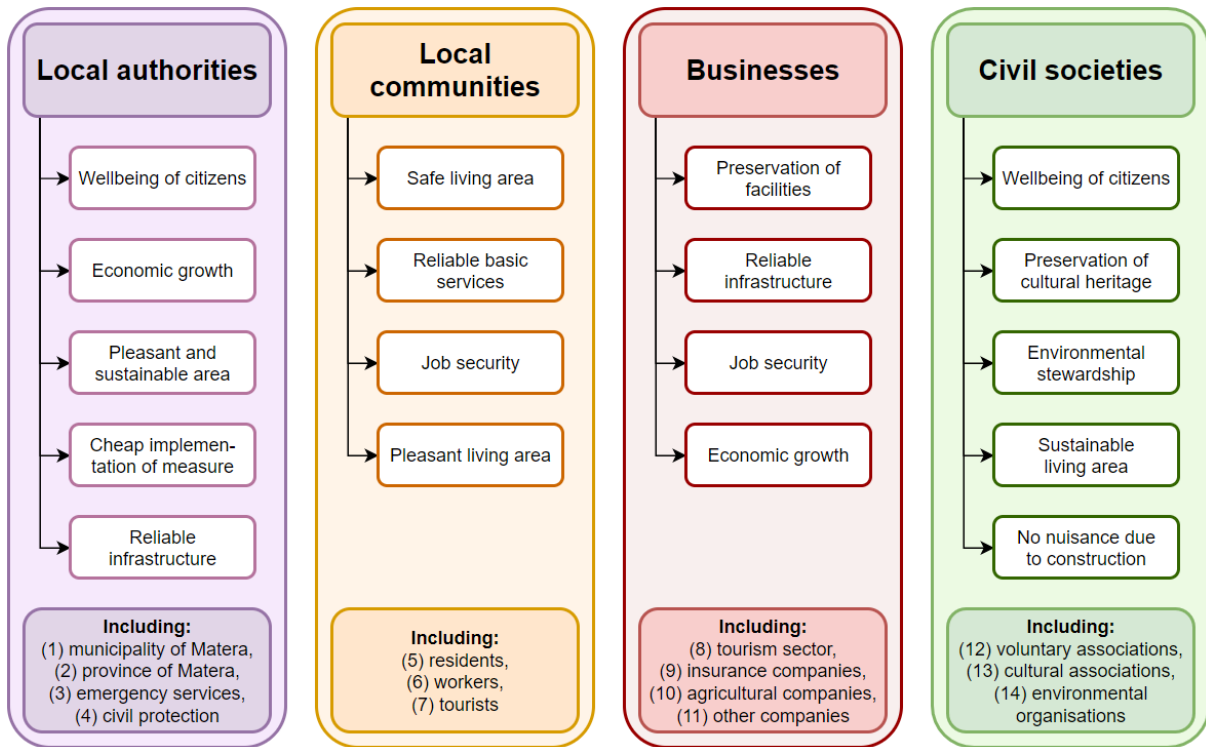 Local authorities
Wellbeing of citizens
Economic growth
Pleasant and
sustainable area
Cheap implemen-
tation of measure
Reliable
infrastructure
Including:
(1) municipality of Matera,
(2) province of Matera,
(3) emergency services,
(4) civil protection
Local
communities
Safe living area
Reliable basic
services
Job security
Pleasant living area
Including:
(5) residents,
(6) workers,
(7) tourists
Businesses
Preservation of
facilities
Reliable
infrastructure
Job security
Economic growth
Including:
(8) tourism sector,
(9) insurance companies,
(10) agricultural companies,
(11) other companies
Civil societies
Wellbeing of citizens
Preservation of
cultural heritage
Environmental
stewardship
Sustainable
living area
No nuisance due
to construction
Including:
(12) voluntary associations,
(13) cultural associations,
(14) environmental
organisations